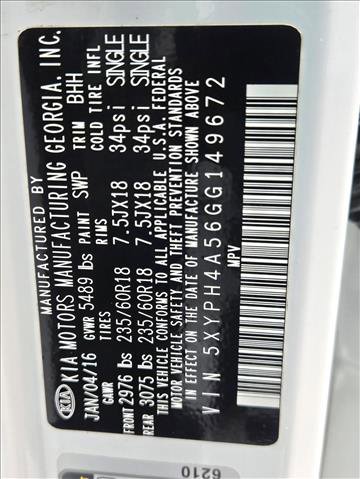 MANUFACTURED BY
KIA KIA MOTORS MANUFACTURING GEORGIA, INC.
JAN/04/16 GVWR 5489 lbs PAINT SWP TRIM BHH
GAWR TIRES RIMS COLD TIRE INFL
FRONT 2976 lbs 235/60R18 7.5JX18 34psi SINGLE
REAR 3075 lbs 235/60R18 7.5JX18 34psi SINGLE
THIS VEHICLE CONFORMS TO ALL APPLICABLE U.S.A. FEDERAL
MOTOR VEHICLE SAFETY AND THEFT PREVENTION STANDARDS
IN EFFECT ON THE DATE OF MANUFACTURE SHOWN ABOVE.
MPV
VIN 5XYPH4A56GG149672
6210